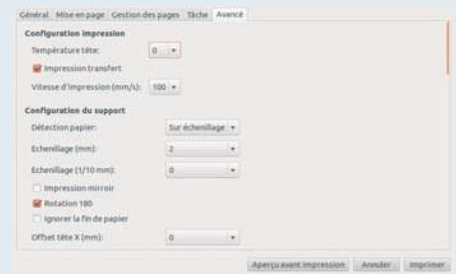 Général Mise en page Gestion des pages Tâche Avancé
Configuration impression
Température tête: 0
Impression transfert
Vitesse d'impression (mm/s): 100
Configuration du support
Détection papier: Sur échenillage
Echenillage (mm): 2
Echenillage (1/10 mm): 0
Impression mirroir
Rotation 180
Ignorer la fin de papier
Offset tête X (mm): 0
Aperçu avant impression Annuler Imprimer